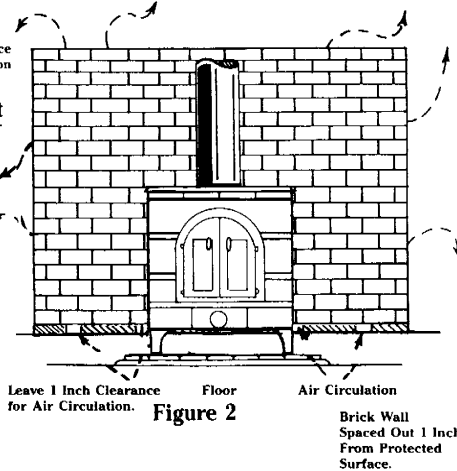 Leave 1 Inch Clearance
for Air Circulation.
Floor
Air Circulation
Figure 2
Brick Wall
Spaced Out 1 Inch
From Protected
Surface.